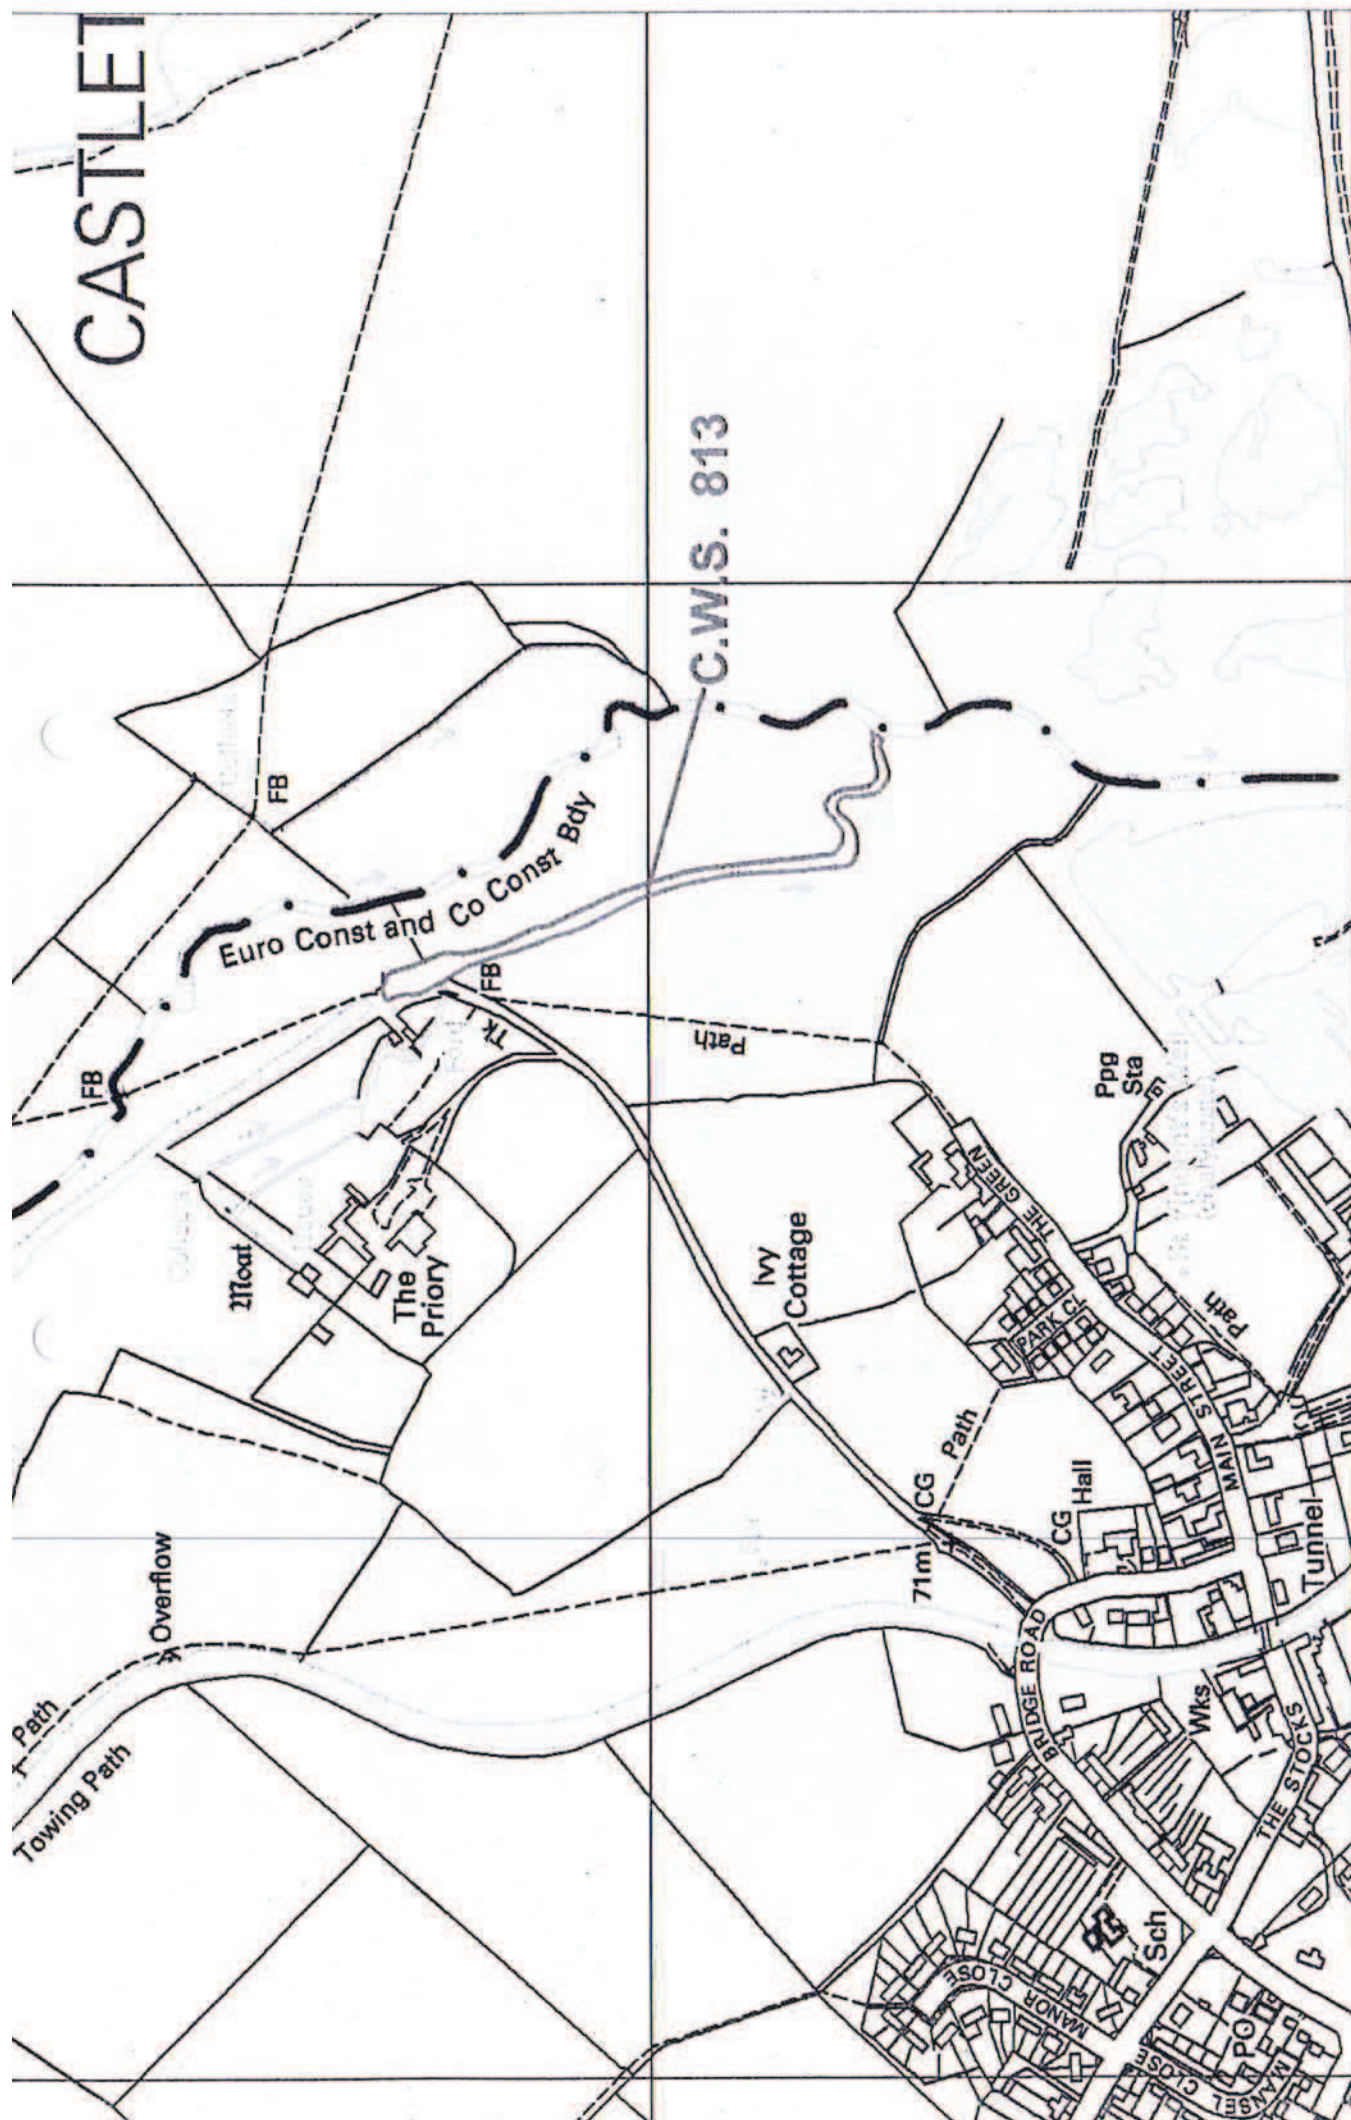 CASTLET
C.W.S. 813
FB
Euro Const and Co Const Bdy
FB
FB
Tk
Path
Moat
The
Priory
Ivy
Cottage
Ppg
Sta
THE GREEN
PARK
Path
MAIN STREET
Path
CG
CG
Hall
71m
Overflow
Path
Towing Path
Tunnel
BRIDGE ROAD
Wks
THE STOCKS
Sch
MANOR CLOSE
PO
MANSEL CLOSE